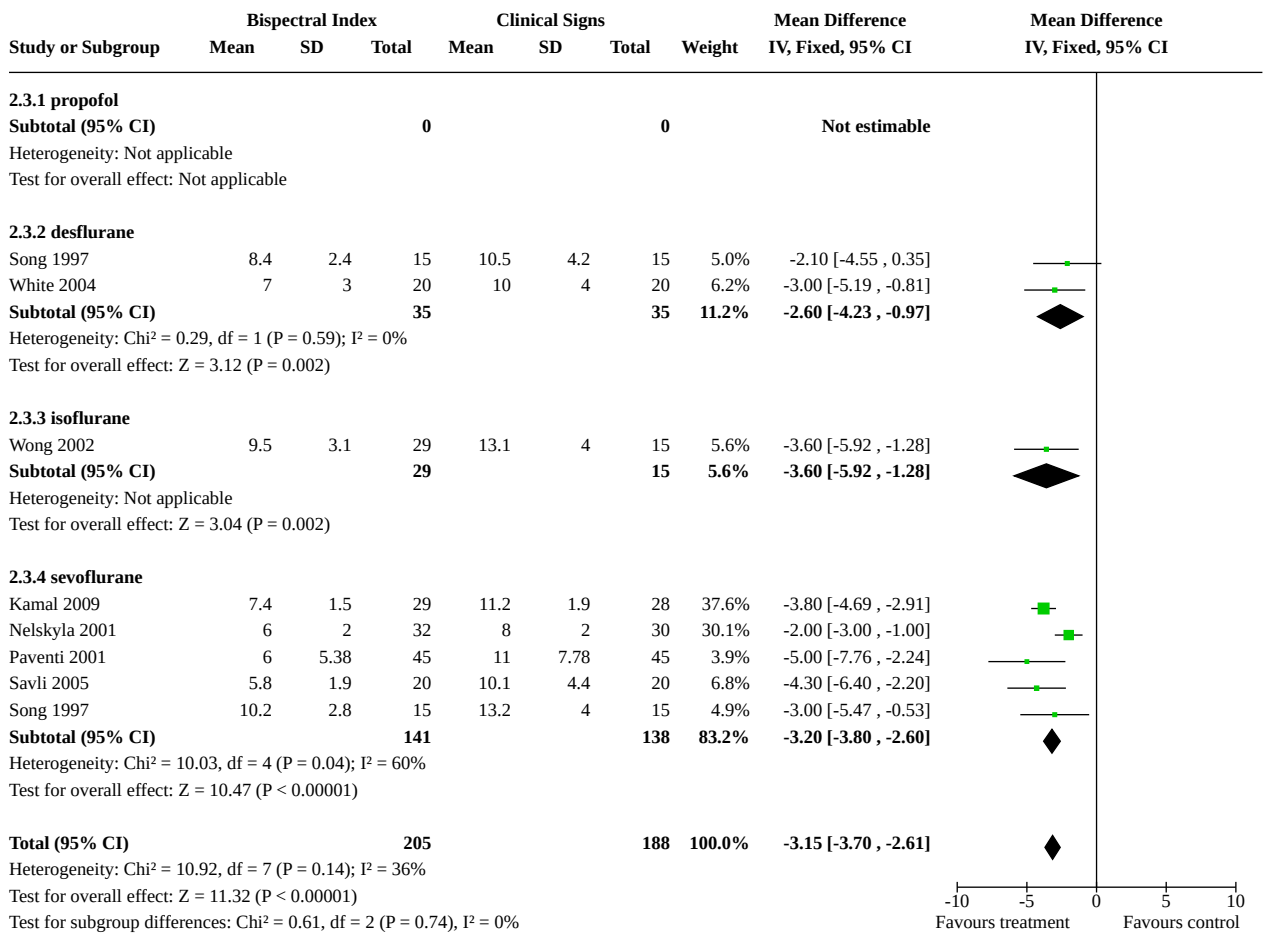 Bispectral Index Clinical Signs Mean Difference Mean Difference
Study or Subgroup Mean SD Total Mean SD Total Weight IV, Fixed, 95% CI IV, Fixed, 95% CI
2.3.1 propofol
Subtotal (95% CI) 0 0 Not estimable
Heterogeneity: Not applicable
Test for overall effect: Not applicable
2.3.2 desflurane
Song 1997 8.4 2.4 15 10.5 4.2 15 5.0% -2.10 [-4.55 , 0.35]
White 2004 7 3 20 10 4 20 6.2% -3.00 [-5.19 , -0.81]
Subtotal (95% CI) 35 35 11.2% -2.60 [-4.23 , -0.97]
Heterogeneity: Chi² = 0.29, df = 1 (P = 0.59); I² = 0%
Test for overall effect: Z = 3.12 (P = 0.002)
2.3.3 isoflurane
Wong 2002 9.5 3.1 29 13.1 4 15 5.6% -3.60 [-5.92 , -1.28]
Subtotal (95% CI) 29 15 5.6% -3.60 [-5.92 , -1.28]
Heterogeneity: Not applicable
Test for overall effect: Z = 3.04 (P = 0.002)
2.3.4 sevoflurane
Kamal 2009 7.4 1.5 29 11.2 1.9 28 37.6% -3.80 [-4.69 , -2.91]
Nelskyla 2001 6 2 32 8 2 30 30.1% -2.00 [-3.00 , -1.00]
Paventi 2001 6 5.38 45 11 7.78 45 3.9% -5.00 [-7.76 , -2.24]
Savli 2005 5.8 1.9 20 10.1 4.4 20 6.8% -4.30 [-6.40 , -2.20]
Song 1997 10.2 2.8 15 13.2 4 15 4.9% -3.00 [-5.47 , -0.53]
Subtotal (95% CI) 141 138 83.2% -3.20 [-3.80 , -2.60]
Heterogeneity: Chi² = 10.03, df = 4 (P = 0.04); I² = 60%
Test for overall effect: Z = 10.47 (P < 0.00001)
Total (95% CI) 205 188 100.0% -3.15 [-3.70 , -2.61]
Heterogeneity: Chi² = 10.92, df = 7 (P = 0.14); I² = 36%
Test for overall effect: Z = 11.32 (P < 0.00001)
-10 -5 0 5 10
Test for subgroup differences: Chi² = 0.61, df = 2 (P = 0.74), I² = 0%
Favours treatment Favours control